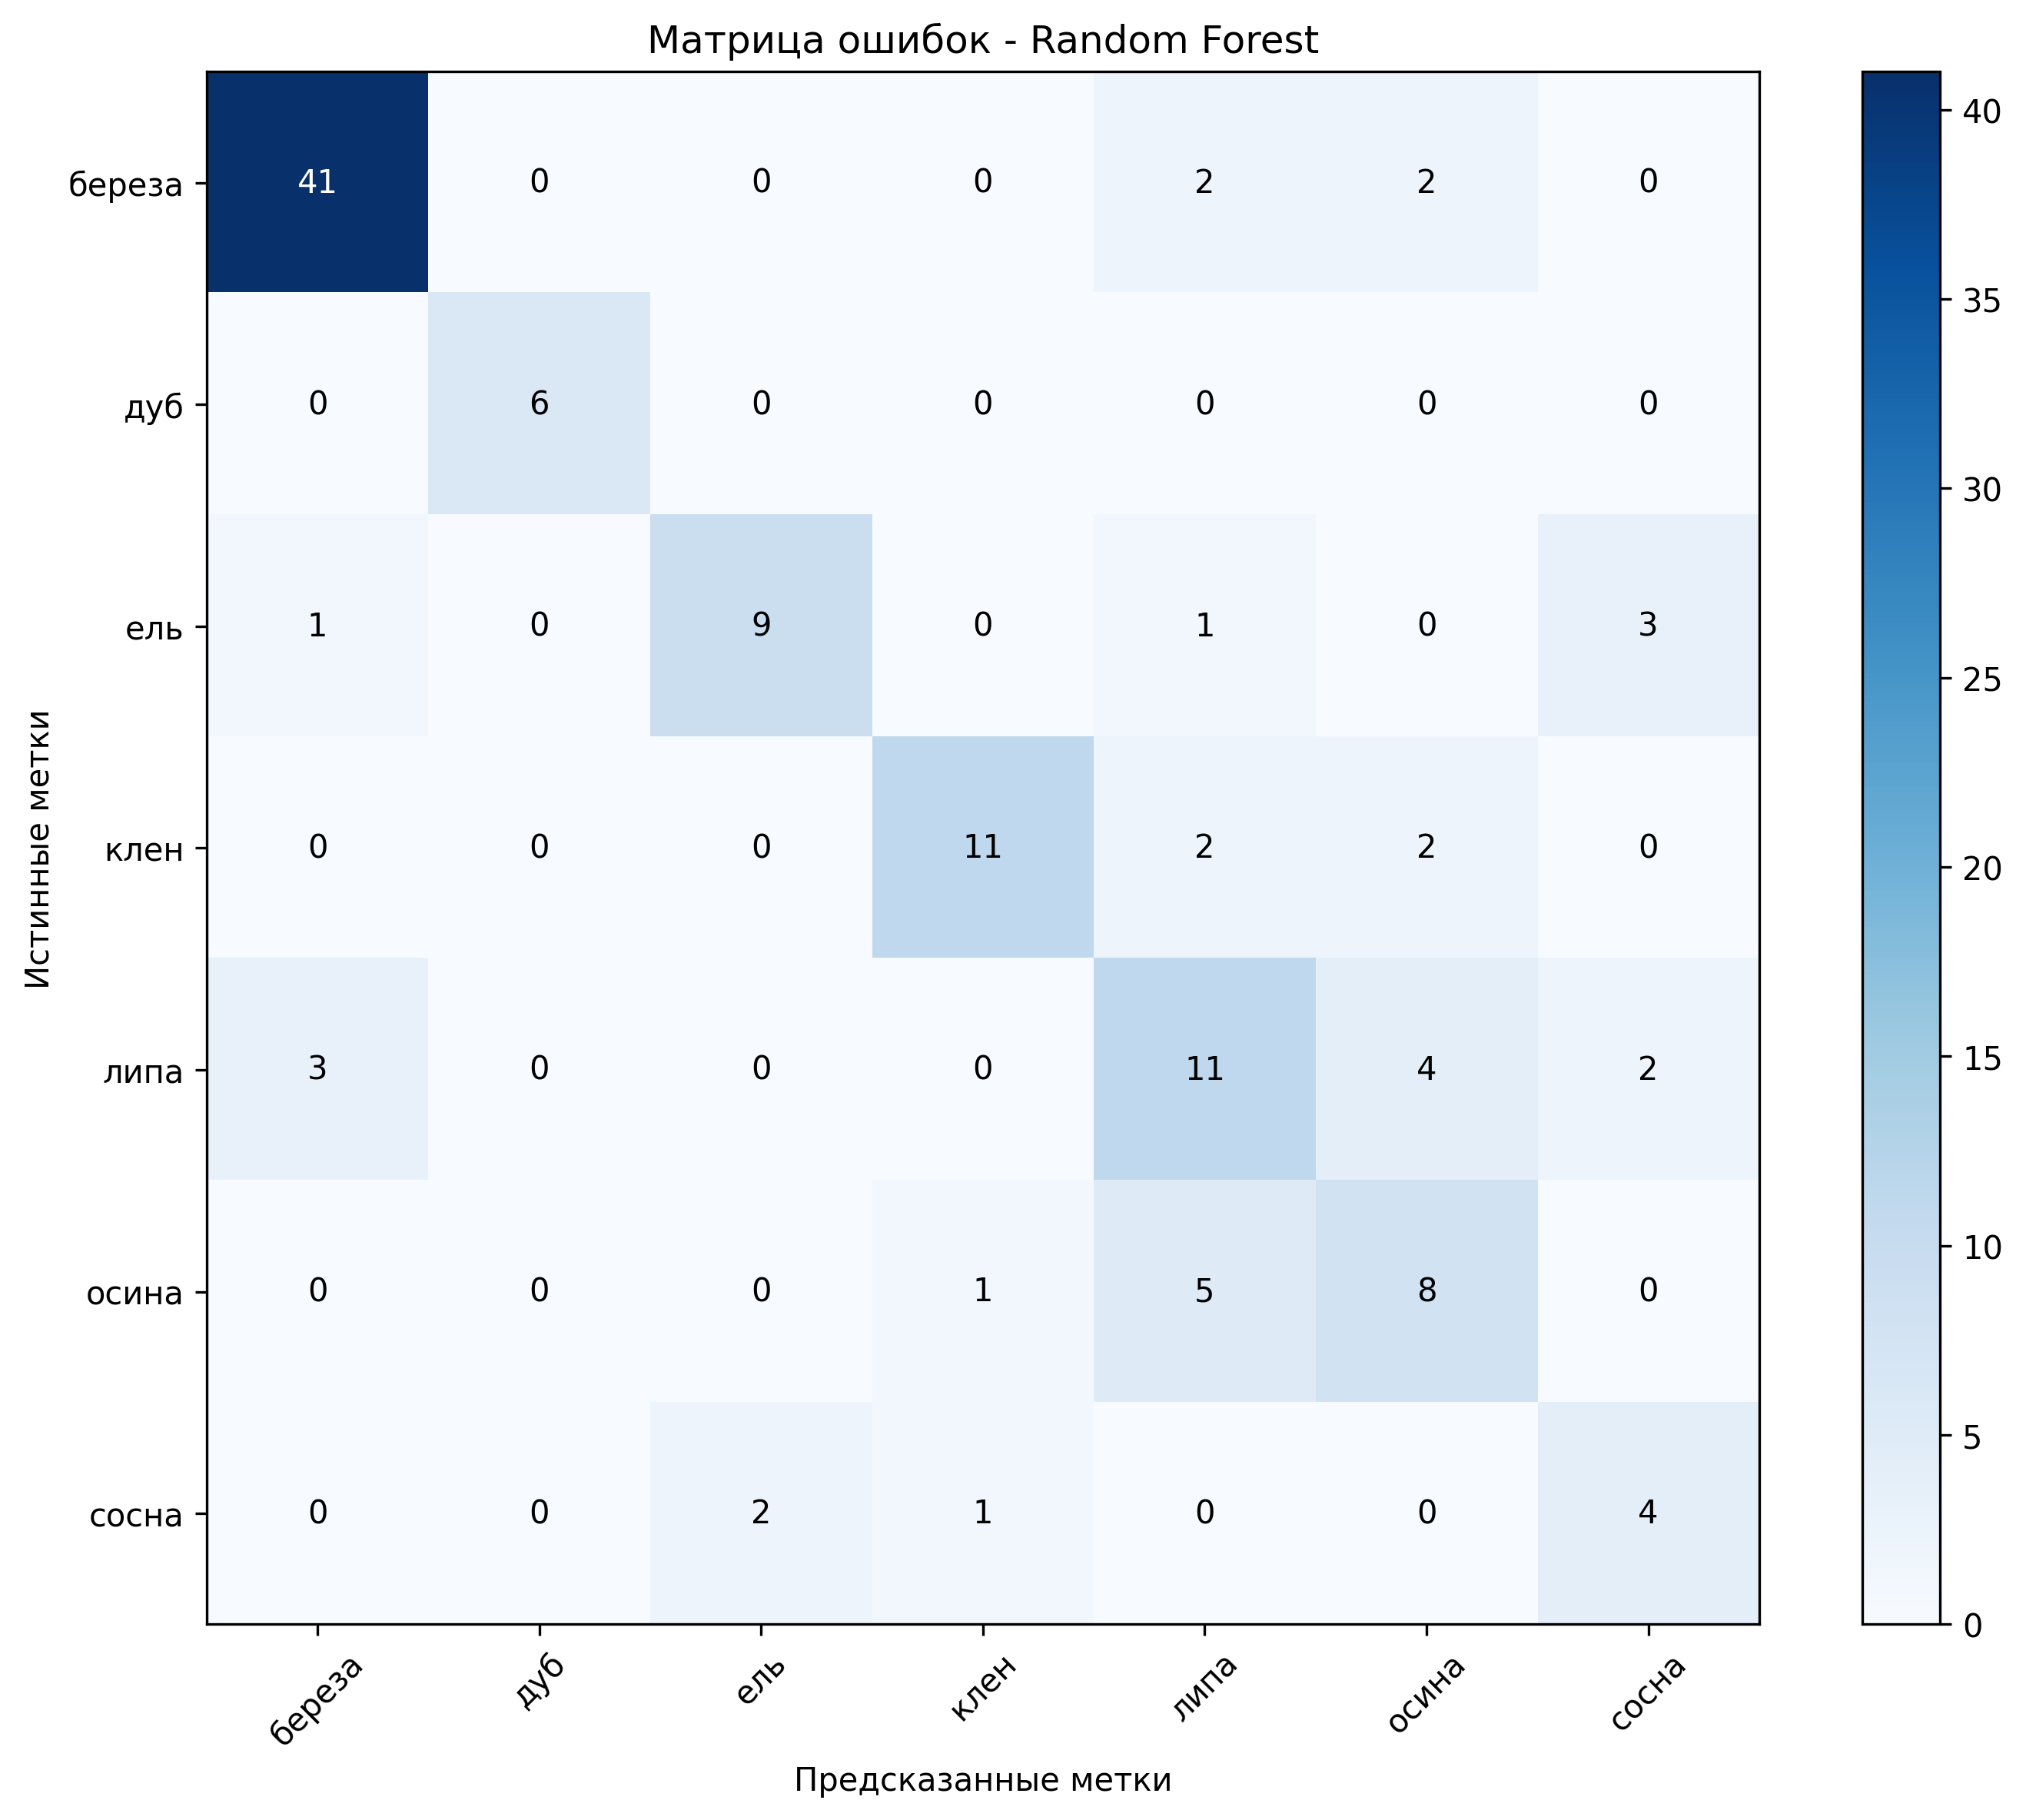 Матрица ошибок - Random Forest
береза 41 0 0 0 2 2 0
дуб 0 6 0 0 0 0 0
ель 1 0 9 0 1 0 3
клен 0 0 0 11 2 2 0
липа 3 0 0 0 11 4 2
осина 0 0 0 1 5 8 0
сосна 0 0 2 1 0 0 4
береза дуб ель клен липа осина сосна
Предсказанные метки
Истинные метки
40
35
30
25
20
15
10
5
0